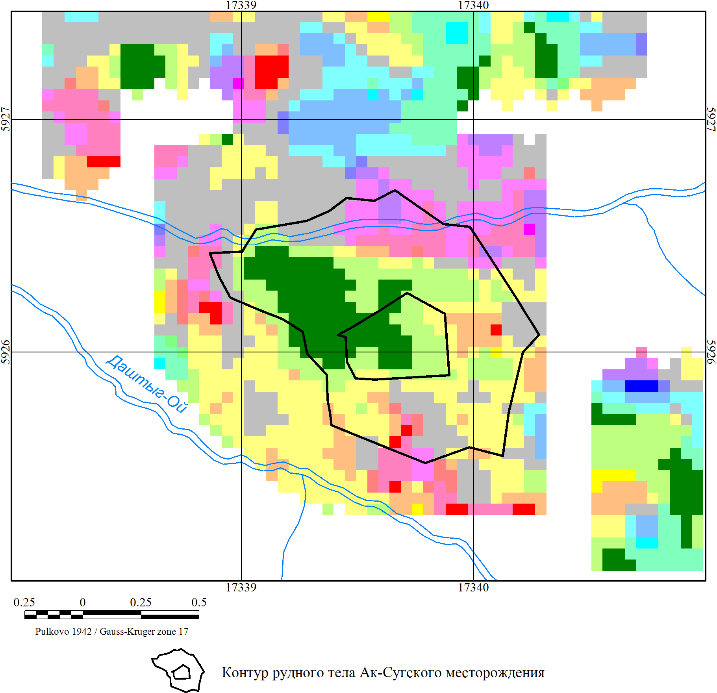 17339 17340
5927 5927
5926 5926
Даштыг-Ой
17339 17340
0.25 0 0.25 0.5
Pulkovo 1942 / Gauss-Kruger zone 17
Контур рудного тела Ак-Сугского месторождения